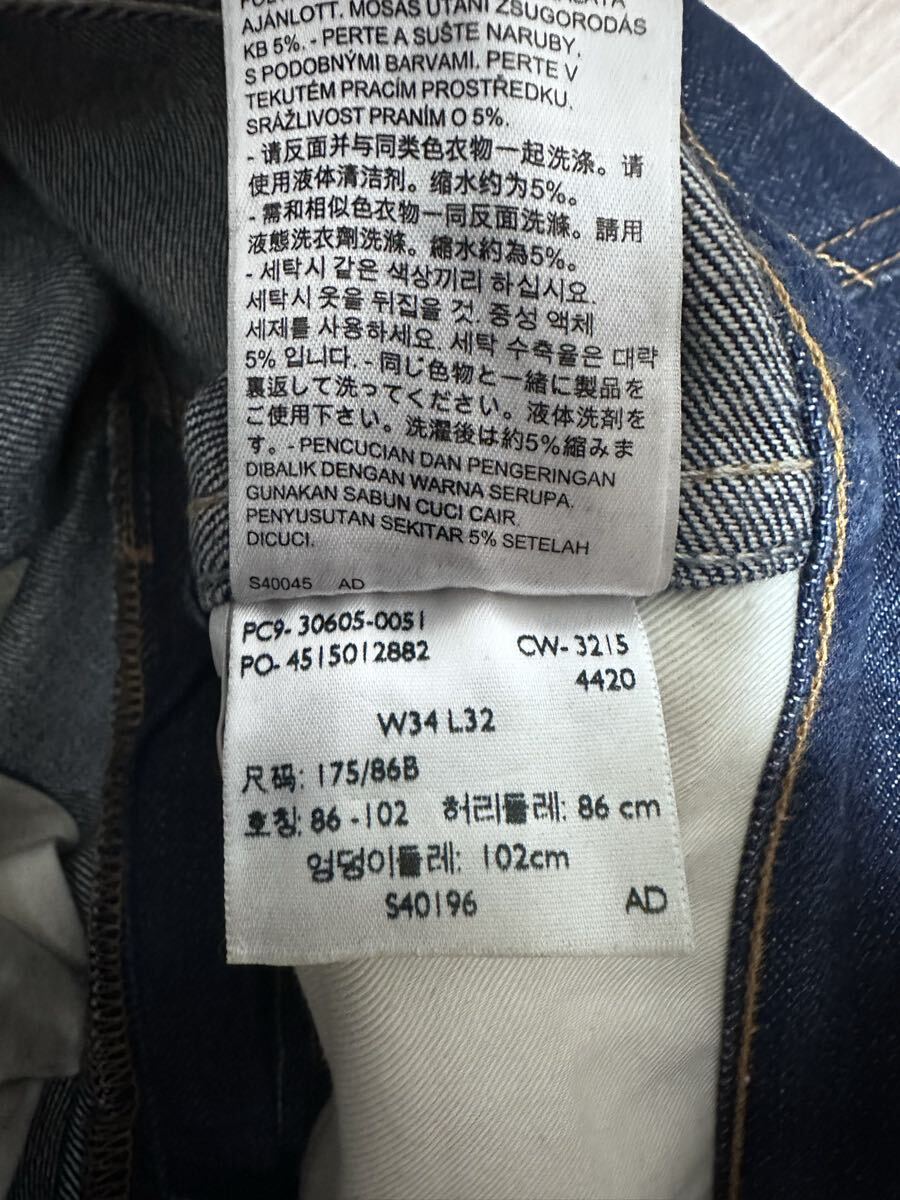 AJÁNLOTT. MOSÁS UTÁNI ZSUGORODÁS
KB 5%. - PERTE A SUŠTE NARUBY,
S PODOBNÝMI BARVAMI. PERTE V
TEKUTÉM PRACÍM PROSTŘEDKU.
SRÁŽLIVOST PRANÍM O 5%.
- 请反面并与同类色衣物一起洗涤。请
使用液体清洁剂。缩水约为5%。
- 需和相似色衣物一同反面洗滌。請用
液態洗衣劑洗滌。縮水約為5%。
- 세탁시 같은 색상끼리 하십시요.
세탁시 옷을 뒤집을 것. 중성 액체
세제를 사용하세요. 세탁 수축율은 대략
5% 입니다. - 同じ色物と一緒に製品を
裏返して洗ってください。液体洗剤を
ご使用下さい。洗濯後は約5%縮みま
す。- PENCUCIAN DAN PENGERINGAN
DIBALIK DENGAN WARNA SERUPA.
GUNAKAN SABUN CUCI CAIR.
PENYUSUTAN SEKITAR 5% SETELAH
DICUCI.
S40045 AD
PC9- 30605-0051
PO- 4515012882 CW- 3215
4420
W34 L32
尺码: 175/86B
호칭: 86 -102 허리둘레: 86 cm
엉덩이둘레: 102cm
S40196 AD